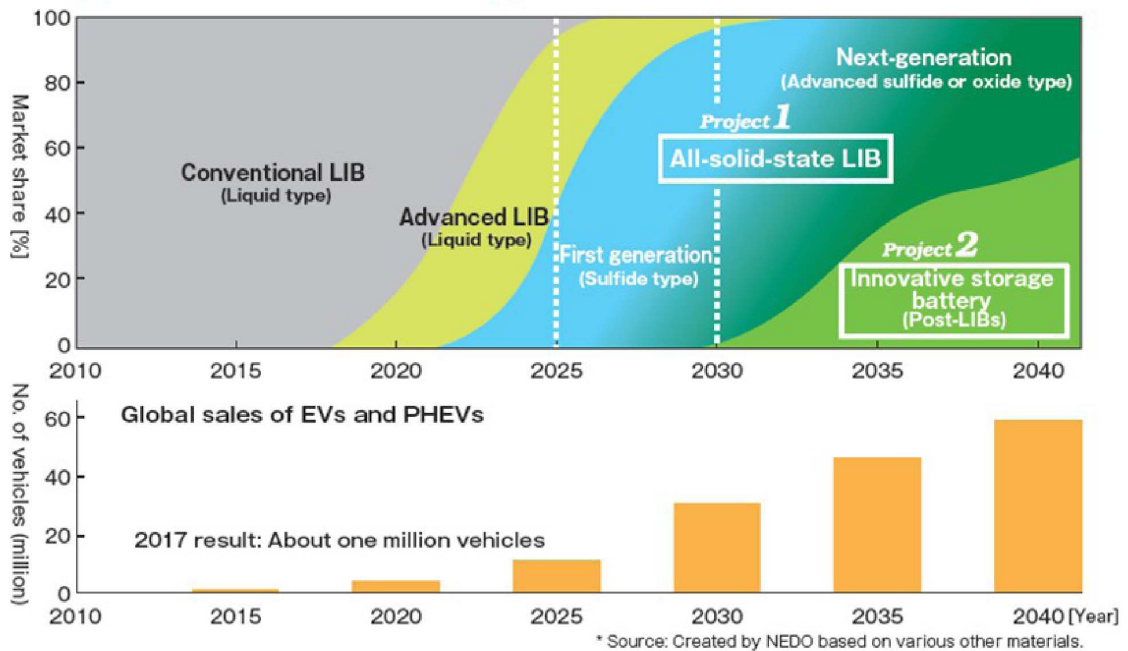 100
80
60
40
20
0
Market share [%]
Conventional LIB
(Liquid type)
Advanced LIB
(Liquid type)
First generation
(Sulfide type)
Next-generation
(Advanced sulfide or oxide type)
Project 1
All-solid-state LIB
Project 2
Innovative storage
battery
(Post-LIBs)
2010 2015 2020 2025 2030 2035 2040
No. of vehicles (million)
60
40
20
0
Global sales of EVs and PHEVs
2017 result: About one million vehicles
2010 2015 2020 2025 2030 2035 2040 [Year]
* Source: Created by NEDO based on various other materials.